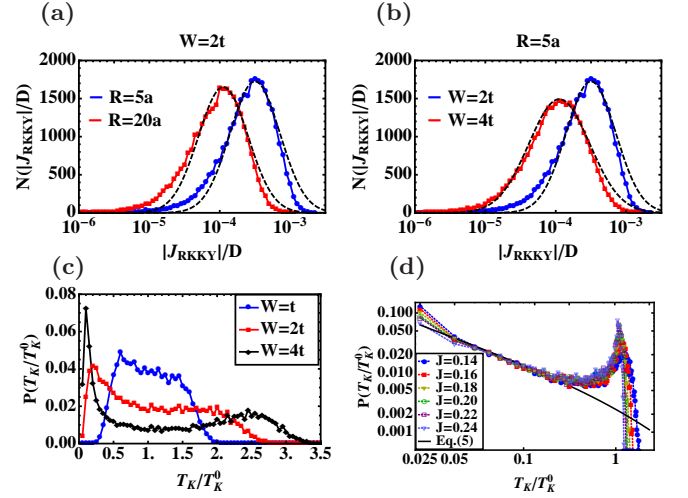 (a)
W=2t
N(|J_RKKY|/D)
2000
1500
1000
500
0
R=5a
R=20a
10^-6
10^-5
10^-4
10^-3
|J_RKKY|/D
(b)
R=5a
N(|J_RKKY|/D)
2000
1500
1000
500
0
W=2t
W=4t
10^-6
10^-5
10^-4
10^-3
|J_RKKY|/D
(c)
P(T_K/T_K^0)
0.08
0.06
0.04
0.02
0.00
W=t
W=2t
W=4t
0
0.5
1.0
1.5
2.0
2.5
3.0
3.5
T_K/T_K^0
(d)
P(T_K/T_K^0)
0.100
0.050
0.020
0.010
0.005
0.002
0.001
J=0.14
J=0.16
J=0.18
J=0.20
J=0.22
J=0.24
Eq.(5)
0.025
0.05
0.1
1
T_K/T_K^0